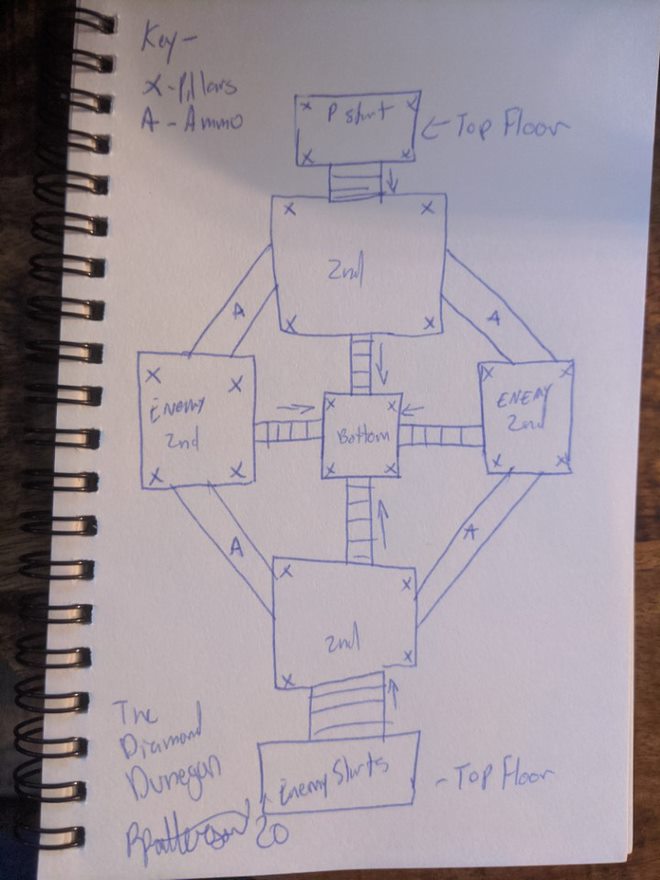 Key-
X-Pillars
A-Ammo
X X
P start
X X
← Top Floor
↓
X X
2nd
X X
A A
X X
ENEMY
2nd
X X
→
↓
X X
Bottom
X X
←
X X
ENEMY
2nd
X X
A A
↑
X X
2nd
X X
↑
Enemy Starts
- Top Floor
The
Diamond
Dunegon
BPatterson '20